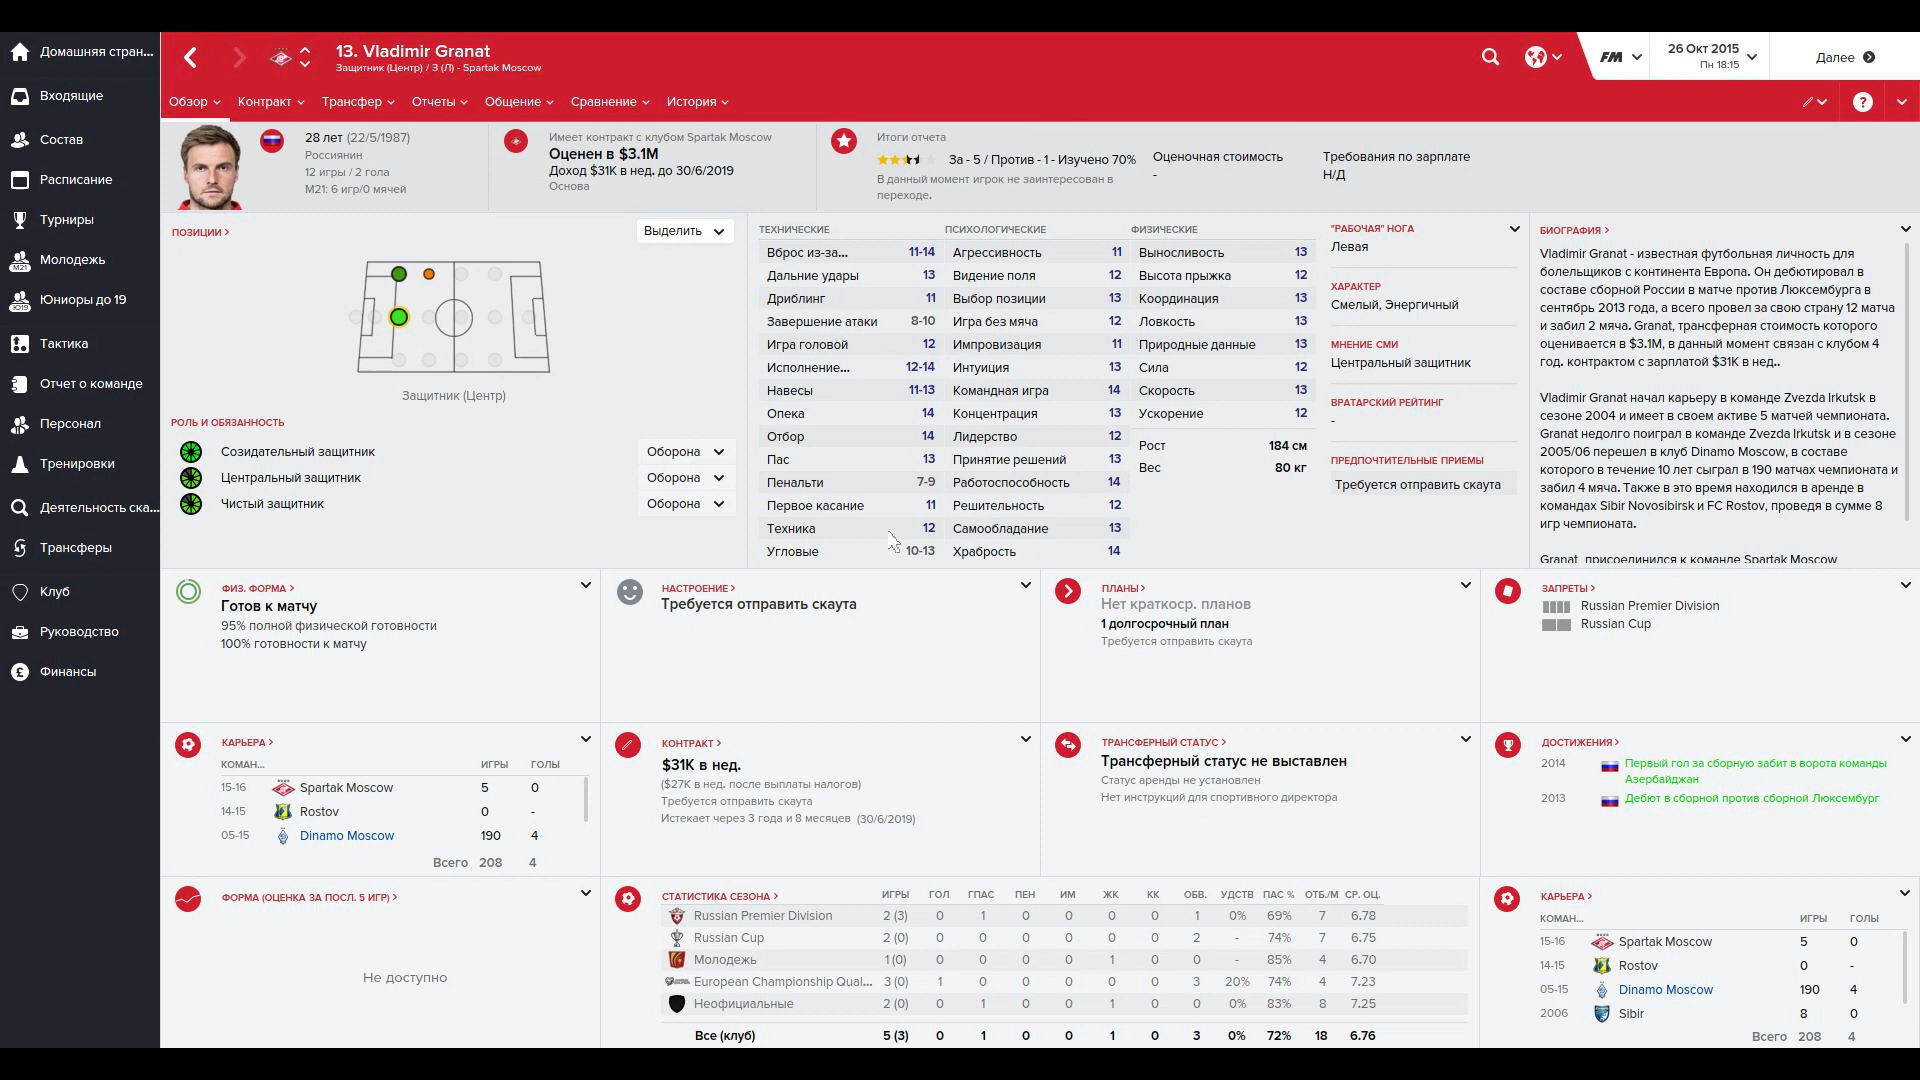 Домашняя стран...
Входящие
Состав
Расписание
Турниры
Молодежь
Юниоры до 19
Тактика
Отчет о команде
Персонал
Тренировки
Деятельность ска...
Трансферы
Клуб
Руководство
Финансы
13. Vladimir Granat
Защитник (Центр) / З (Л) - Spartak Moscow
FM
26 Окт 2015
Пн 18:15
Далее
Обзор Контракт Трансфер Отчеты Общение Сравнение История
?
28 лет (22/5/1987)
Россиянин
12 игры / 2 гола
М21: 6 игр/0 мячей
Имеет контракт с клубом Spartak Moscow
Оценен в $3.1M
Доход $31K в нед. до 30/6/2019
Основа
Итоги отчета
За - 5 / Против - 1 - Изучено 70%
В данный момент игрок не заинтересован в
переходе.
Оценочная стоимость
-
Требования по зарплате
Н/Д
ПОЗИЦИИ >
Выделить
Защитник (Центр)
РОЛЬ И ОБЯЗАННОСТЬ
Созидательный защитник Оборона
Центральный защитник Оборона
Чистый защитник Оборона
ТЕХНИЧЕСКИЕ
Вброс из-за... 11-14
Дальние удары 13
Дриблинг 11
Завершение атаки 8-10
Игра головой 12
Исполнение... 12-14
Навесы 11-13
Опека 14
Отбор 14
Пас 13
Пенальти 7-9
Первое касание 11
Техника 12
Угловые 10-13
ПСИХОЛОГИЧЕСКИЕ
Агрессивность 11
Видение поля 12
Выбор позиции 13
Игра без мяча 12
Импровизация 11
Интуиция 13
Командная игра 14
Концентрация 13
Лидерство 12
Принятие решений 13
Работоспособность 14
Решительность 12
Самообладание 13
Храбрость 14
ФИЗИЧЕСКИЕ
Выносливость 13
Высота прыжка 12
Координация 13
Ловкость 13
Природные данные 13
Сила 12
Скорость 13
Ускорение 12
Рост 184 см
Вес 80 кг
"РАБОЧАЯ" НОГА
Левая
ХАРАКТЕР
Смелый, Энергичный
МНЕНИЕ СМИ
Центральный защитник
ВРАТАРСКИЙ РЕЙТИНГ
-
ПРЕДПОЧТИТЕЛЬНЫЕ ПРИЕМЫ
Требуется отправить скаута
БИОГРАФИЯ >
Vladimir Granat - известная футбольная личность для
болельщиков с континента Европа. Он дебютировал в
составе сборной России в матче против Люксембурга в
сентябрь 2013 года, а всего провел за свою страну 12 матча
и забил 2 мяча. Granat, трансферная стоимость которого
оценивается в $3.1M, в данный момент связан с клубом 4
год. контрактом с зарплатой $31K в нед..
Vladimir Granat начал карьеру в команде Zvezda Irkutsk в
сезоне 2004 и имеет в своем активе 5 матчей чемпионата.
Granat недолго поиграл в команде Zvezda Irkutsk и в сезоне
2005/06 перешел в клуб Dinamo Moscow, в составе
которого в течение 10 лет сыграл в 190 матчах чемпионата и
забил 4 мяча. Также в это время находился в аренде в
командах Sibir Novosibirsk и FC Rostov, проведя в сумме 8
игр чемпионата.
Granat, присоединился к команде Spartak Moscow
ФИЗ. ФОРМА >
Готов к матчу
95% полной физической готовности
100% готовности к матчу
НАСТРОЕНИЕ >
Требуется отправить скаута
ПЛАНЫ >
Нет краткоср. планов
1 долгосрочный план
Требуется отправить скаута
ЗАПРЕТЫ >
Russian Premier Division
Russian Cup
КАРЬЕРА >
КОМАН... ИГРЫ ГОЛЫ
15-16 Spartak Moscow 5 0
14-15 Rostov 0 -
05-15 Dinamo Moscow 190 4
Всего 208 4
КОНТРАКТ >
$31K в нед.
($27K в нед. после выплаты налогов)
Требуется отправить скаута
Истекает через 3 года и 8 месяцев (30/6/2019)
ТРАНСФЕРНЫЙ СТАТУС >
Трансферный статус не выставлен
Статус аренды не установлен
Нет инструкций для спортивного директора
ДОСТИЖЕНИЯ >
2014 Первый гол за сборную забит в ворота команды
Азербайджан
2013 Дебют в сборной против сборной Люксембург
ФОРМА (ОЦЕНКА ЗА ПОСЛ. 5 ИГР) >
Не доступно
СТАТИСТИКА СЕЗОНА > ИГРЫ ГОЛ ГПАС ПЕН ИМ ЖК КК ОБВ. УДСТВ ПАС % ОТБ./М СР. ОЦ.
Russian Premier Division 2 (3) 0 1 0 0 0 0 1 0% 69% 7 6.78
Russian Cup 2 (0) 0 0 0 0 0 0 2 - 74% 7 6.75
Молодежь 1 (0) 0 0 0 0 1 0 0 - 85% 4 6.70
European Championship Qual... 3 (0) 1 0 0 0 0 0 3 20% 74% 4 7.23
Неофициальные 2 (0) 0 1 0 0 1 0 0 0% 83% 8 7.25
Все (клуб) 5 (3) 0 1 0 0 1 0 3 0% 72% 18 6.76
КАРЬЕРА >
КОМАН... ИГРЫ ГОЛЫ
15-16 Spartak Moscow 5 0
14-15 Rostov 0 -
05-15 Dinamo Moscow 190 4
2006 Sibir 8 0
Всего 208 4